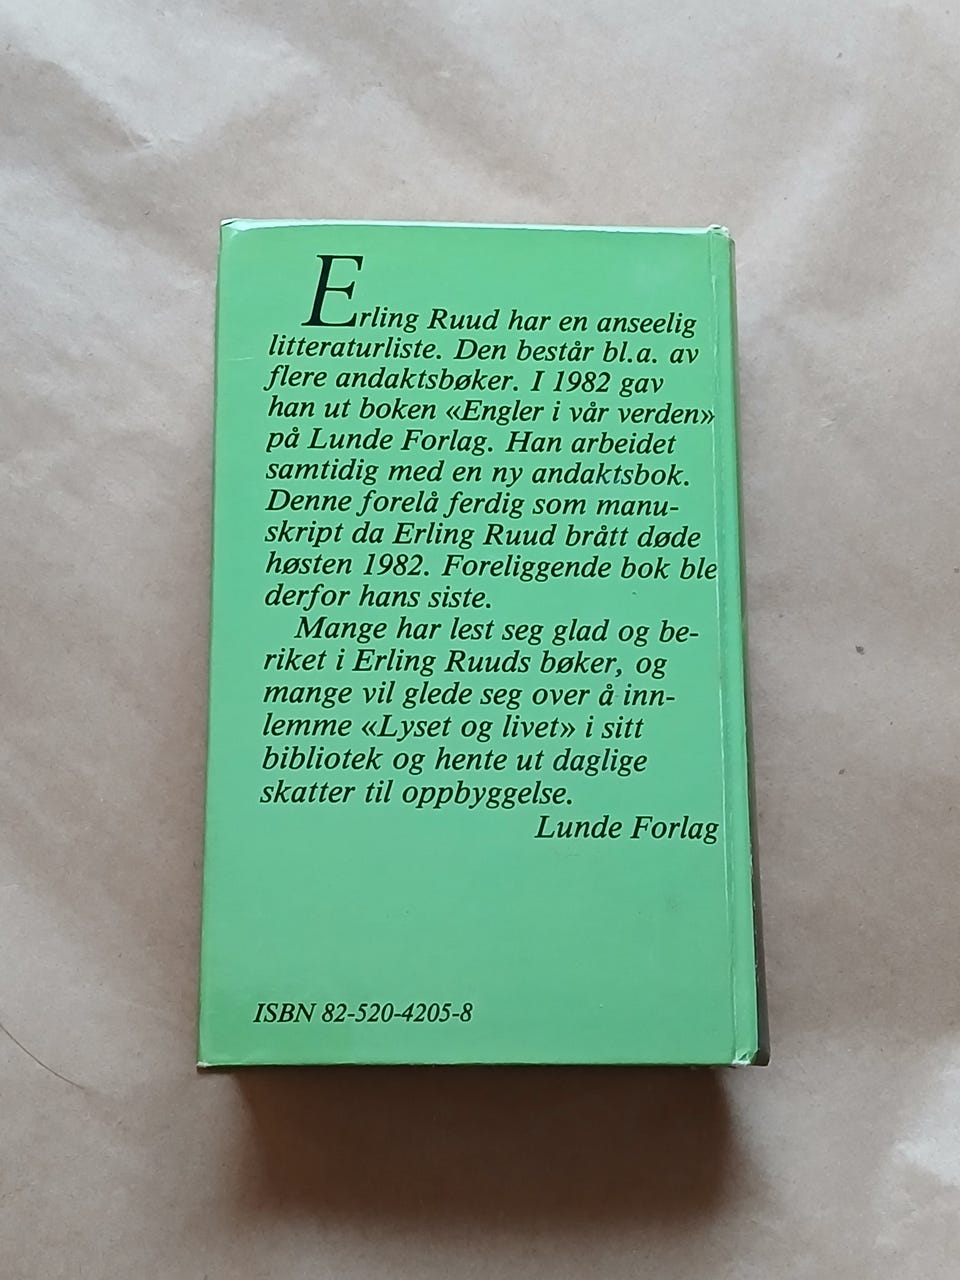 Erling Ruud har en anseelig
litteraturliste. Den består bl.a. av
flere andaktsbøker. I 1982 gav
han ut boken «Engler i vår verden»
på Lunde Forlag. Han arbeidet
samtidig med en ny andaktsbok.
Denne forelå ferdig som manu-
skript da Erling Ruud brått døde
høsten 1982. Foreliggende bok ble
derfor hans siste.
Mange har lest seg glad og be-
riket i Erling Ruuds bøker, og
mange vil glede seg over å inn-
lemme «Lyset og livet» i sitt
bibliotek og hente ut daglige
skatter til oppbyggelse.
Lunde Forlag
ISBN 82-520-4205-8